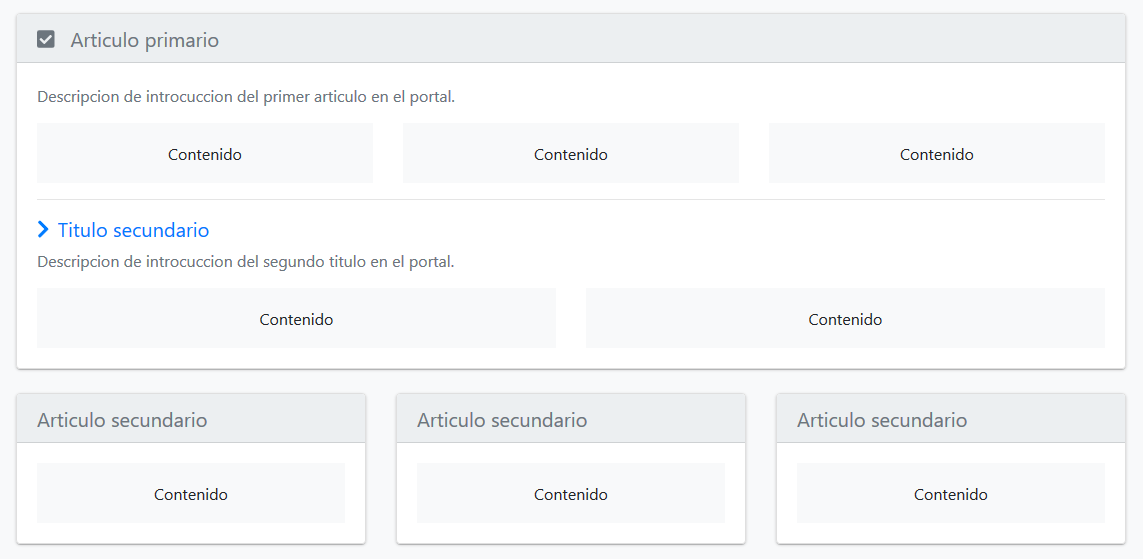 Articulo primario
Descripcion de introcuccion del primer articulo en el portal.
Contenido Contenido Contenido
Titulo secundario
Descripcion de introcuccion del segundo titulo en el portal.
Contenido Contenido
Articulo secundario Articulo secundario Articulo secundario
Contenido Contenido Contenido